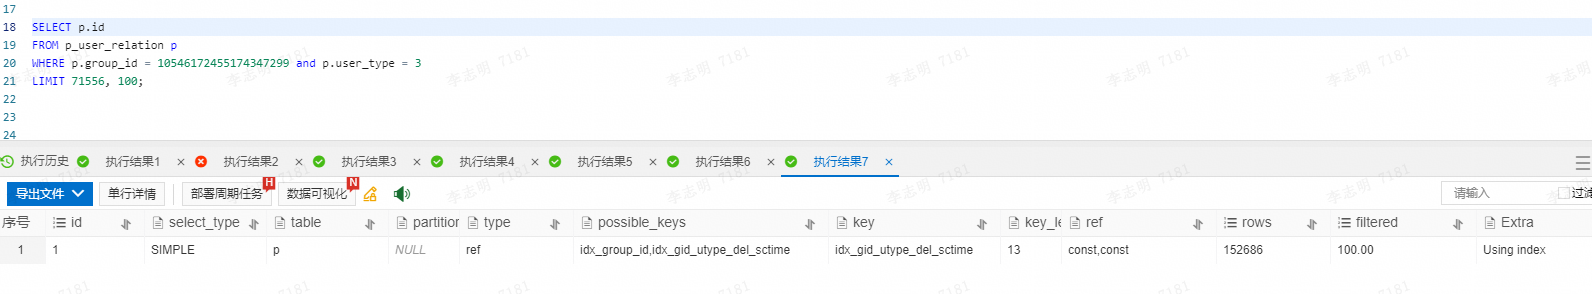 17
18 SELECT p.id
19 FROM p_user_relation p
20 WHERE p.group_id = 10546172455174347299 and p.user_type = 3
21 LIMIT 71556, 100;
22
23
24
执行历史 执行结果1 × 执行结果2 × 执行结果3 × 执行结果4 × 执行结果5 × 执行结果6 × 执行结果7 ×
导出文件 单行详情 部署周期任务 H 数据可视化 N 请输入 过滤
序号 id select_type table partition type possible_keys key key_le ref rows filtered Extra
1 1 SIMPLE p NULL ref idx_group_id,idx_gid_utype_del_sctime idx_gid_utype_del_sctime 13 const,const 152686 100.00 Using index
李志明 7181